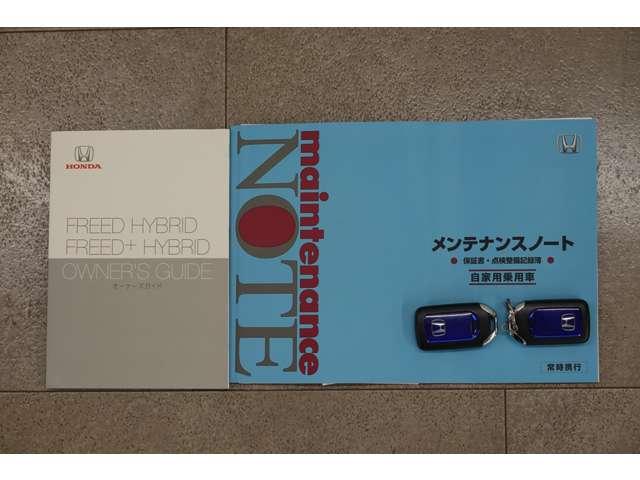 HONDA
FREED HYBRID
FREED+ HYBRID
OWNER'S GUIDE
オーナーズガイド
maintenance
NOTE
メンテナンスノート
● 保証書・点検整備記録簿 ●
自家用乗用車
常時携行